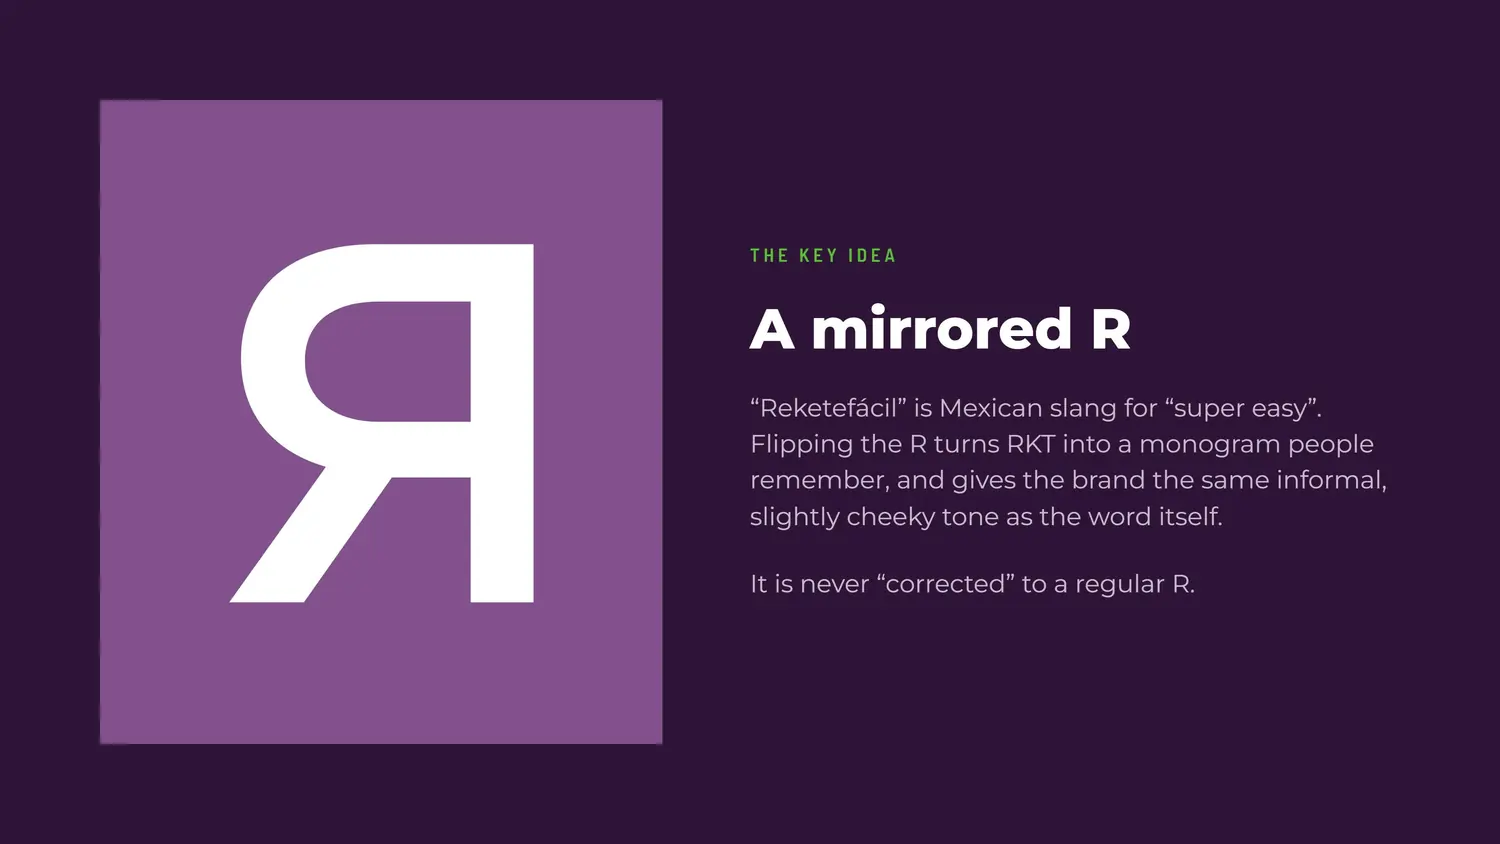 Я
THE KEY IDEA
A mirrored R
“Reketefácil” is Mexican slang for “super easy”.
Flipping the R turns RKT into a monogram people
remember, and gives the brand the same informal,
slightly cheeky tone as the word itself.
It is never “corrected” to a regular R.